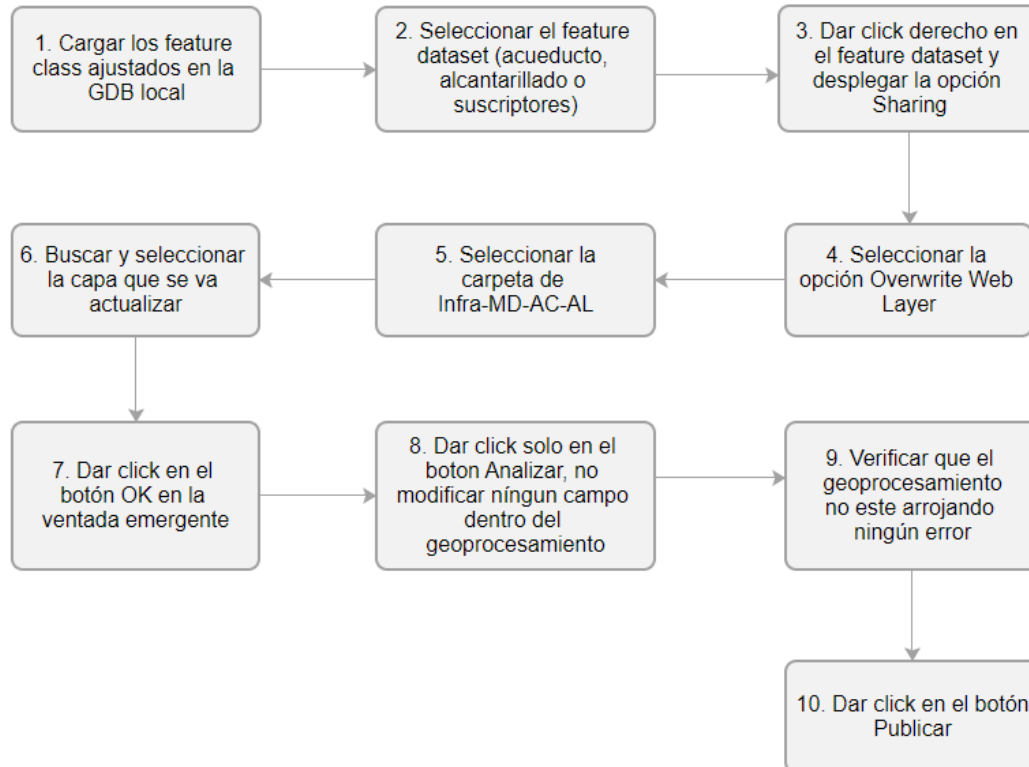 1. Cargar los feature
class ajustados en la
GDB local
2. Seleccionar el feature
dataset (acueducto,
alcantarillado o
suscriptores)
3. Dar click derecho en
el feature dataset y
desplegar la opción
Sharing
4. Seleccionar la
opción Overwrite Web
Layer
5. Seleccionar la
carpeta de
Infra-MD-AC-AL
6. Buscar y seleccionar
la capa que se va
actualizar
7. Dar click en el
botón OK en la
ventada emergente
8. Dar click solo en el
boton Analizar, no
modificar níngun campo
dentro del
geoprocesamiento
9. Verificar que el
geoprocesamiento
no este arrojando
ningún error
10. Dar click en el botón
Publicar